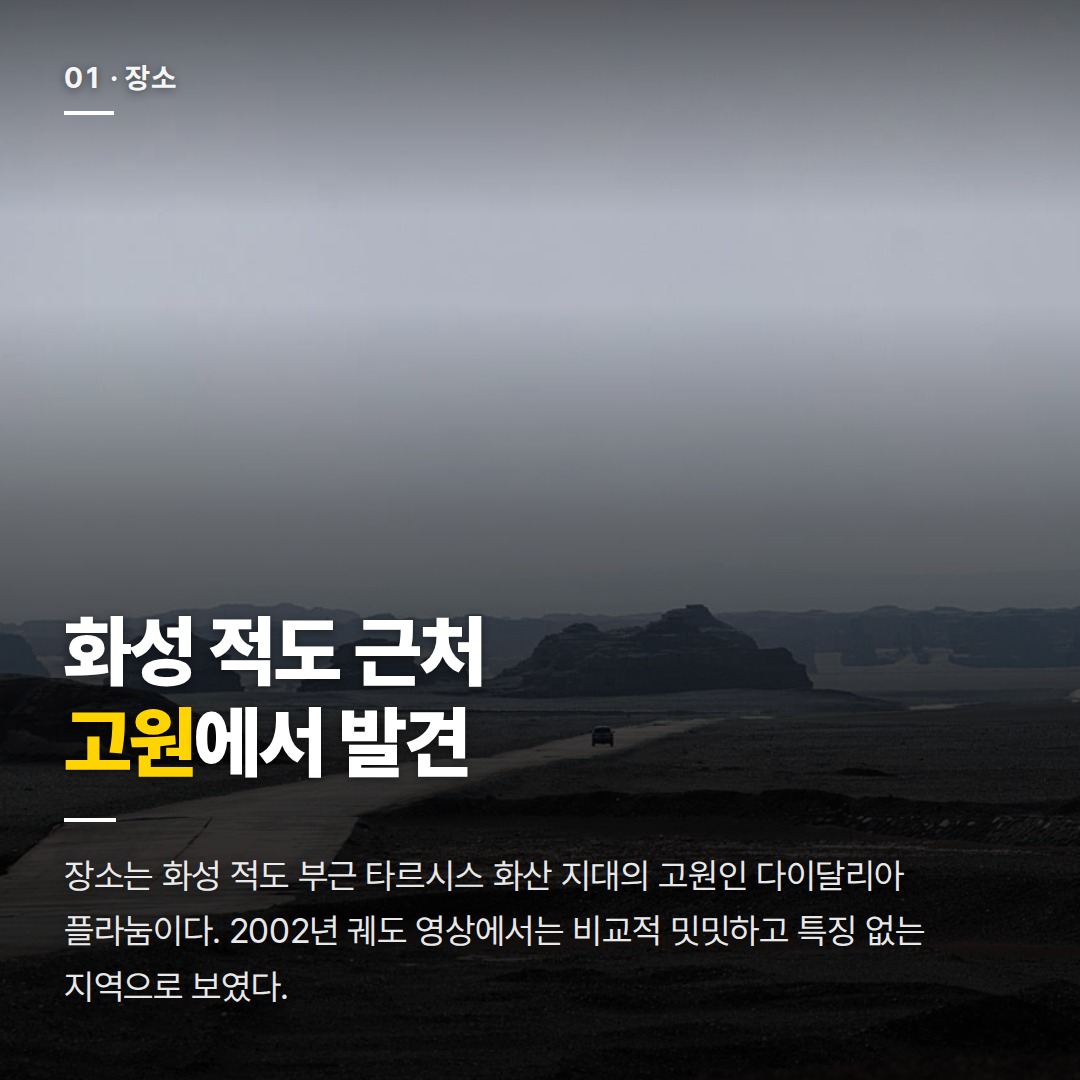 01 · 장소
화성 적도 근처
고원에서 발견
장소는 화성 적도 부근 타르시스 화산 지대의 고원인 다이달리아
플라눔이다. 2002년 궤도 영상에서는 비교적 밋밋하고 특징 없는
지역으로 보였다.